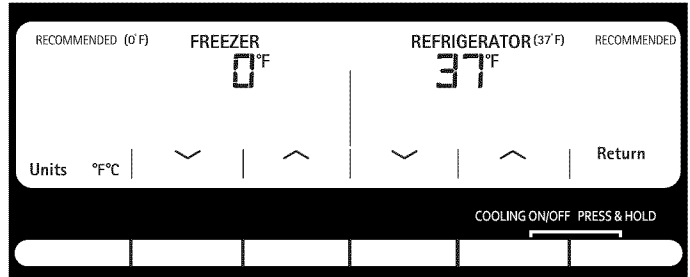 RECOMMENDED (0°F) FREEZER REFRIGERATOR (37°F) RECOMMENDED
0°F 37°F
Units °F°C Return
COOLING ON/OFF PRESS & HOLD